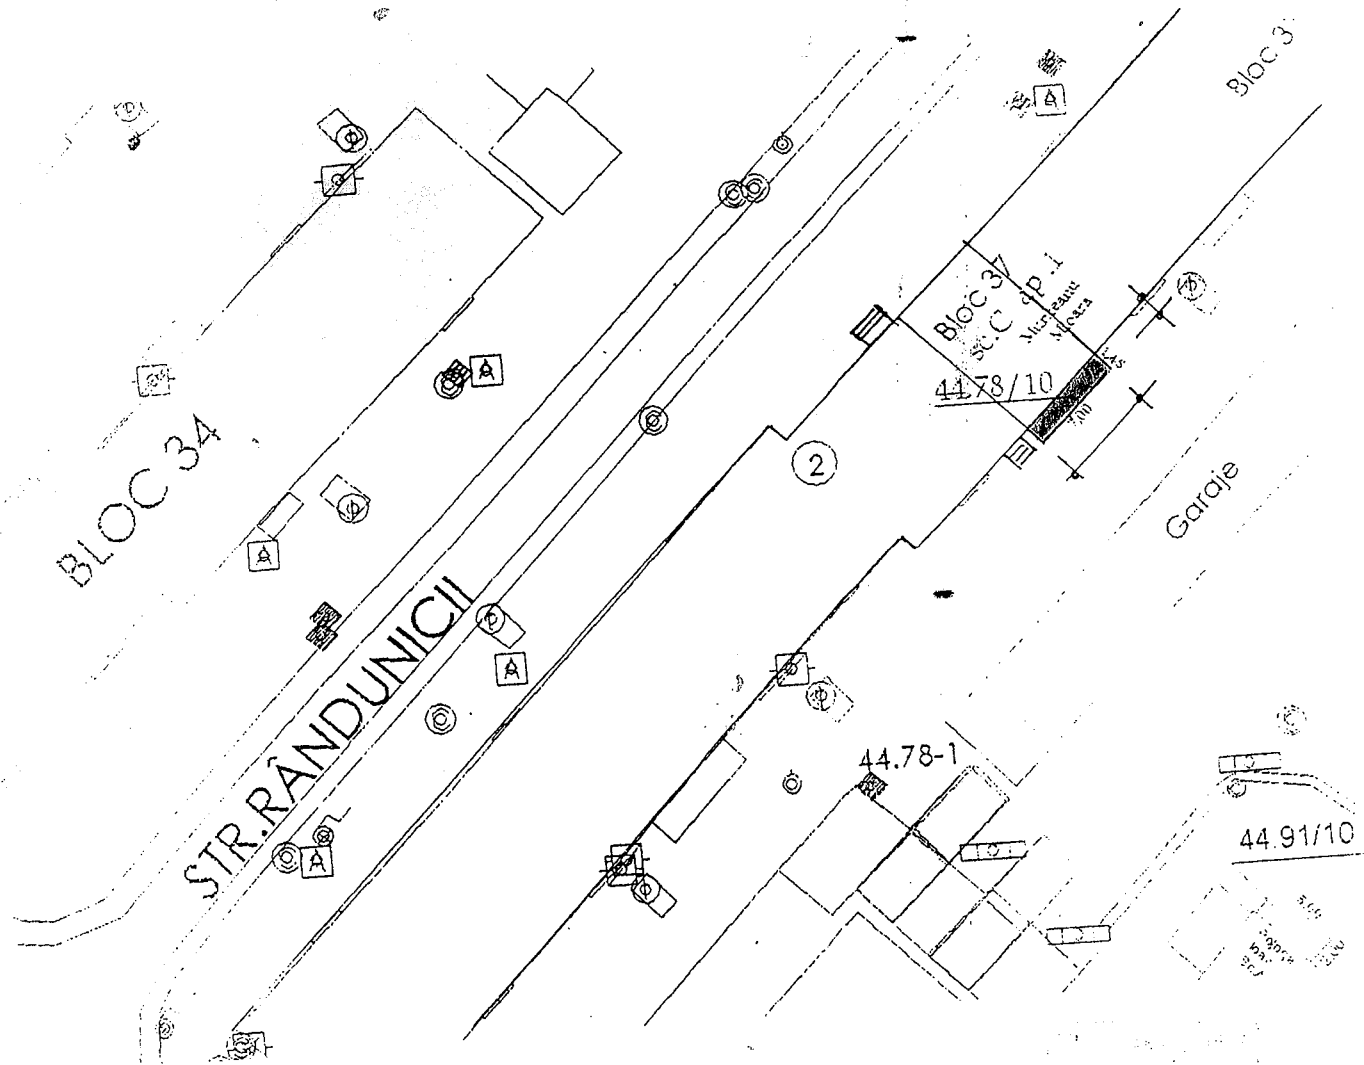 Bloc 3
A
Bloc 37
sc.C ap.1
44.78/10
A
BLOC 34
2
Garaje
A
STR.RÂNDUNICII
A
44.78-1
A
44.91/10